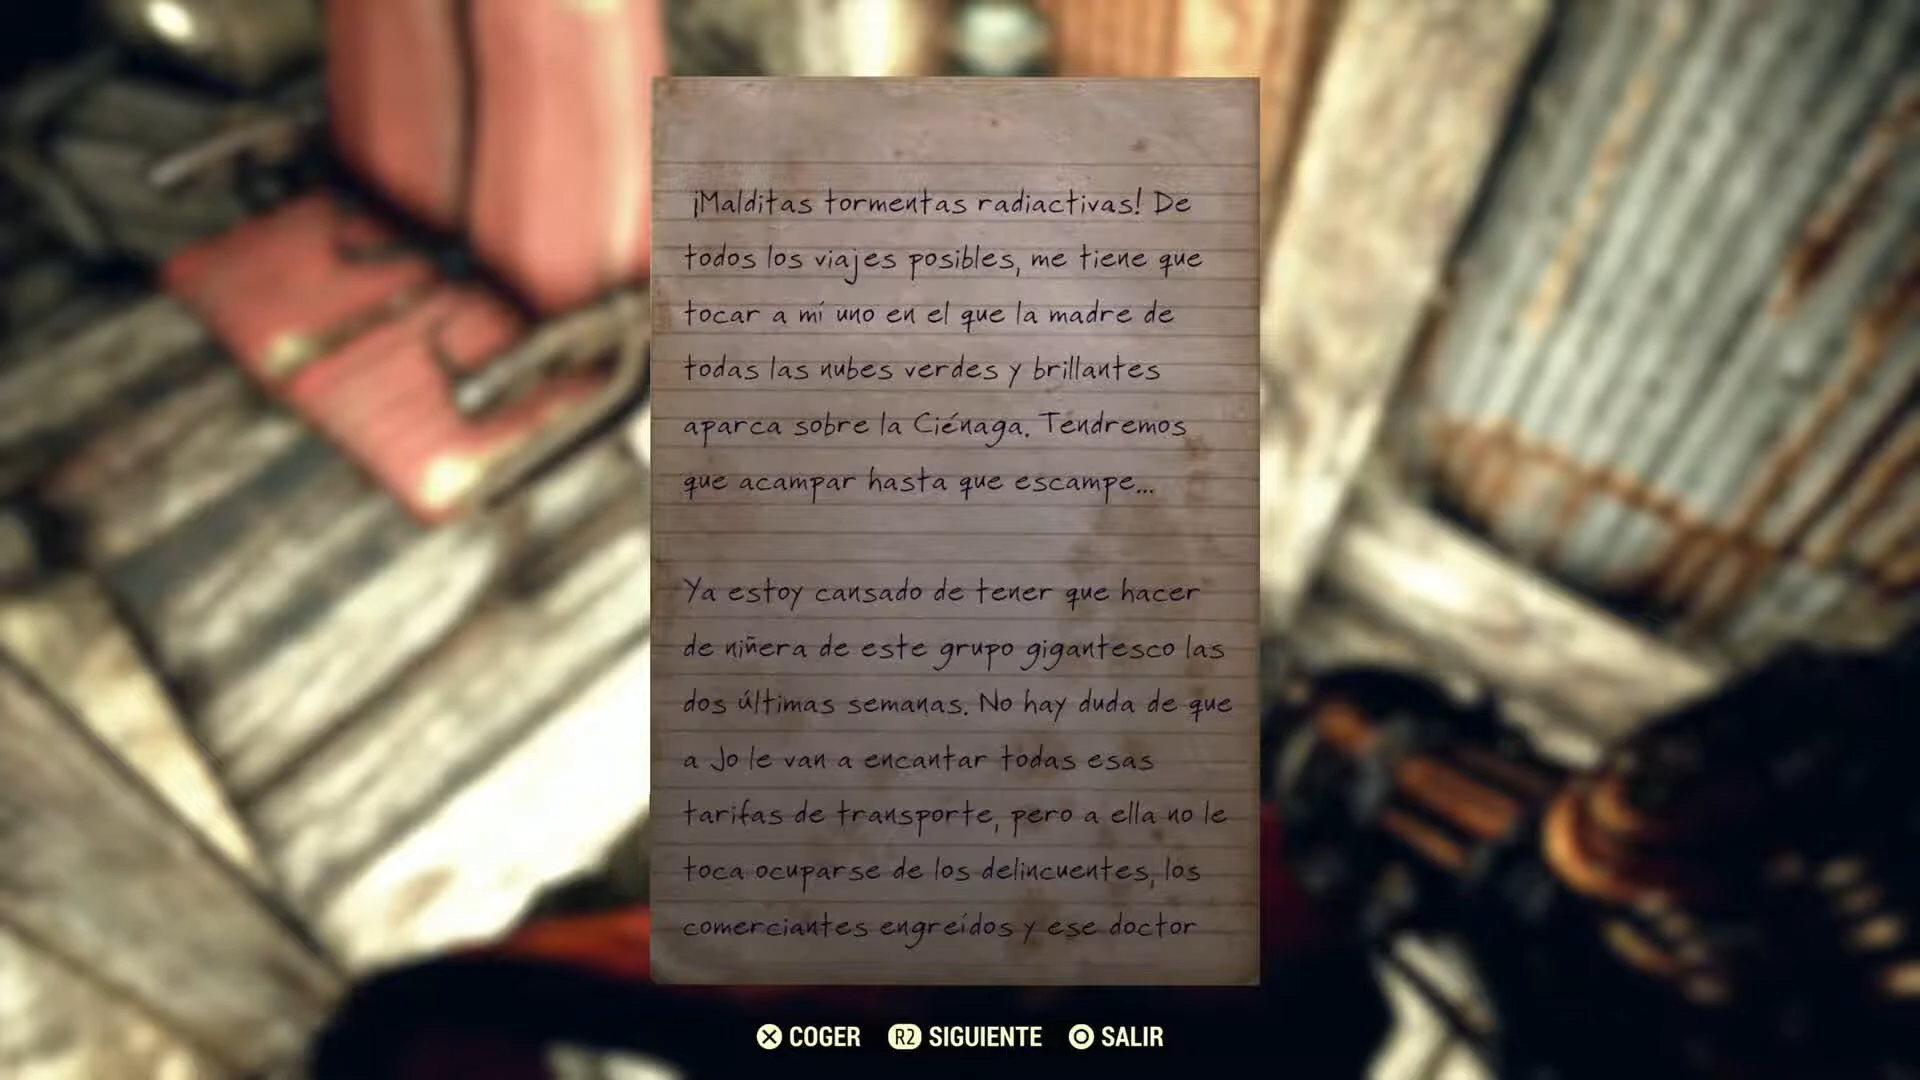 ¡Malditas tormentas radiactivas! De
todos los viajes posibles, me tiene que
tocar a mí uno en el que la madre de
todas las nubes verdes y brillantes
aparca sobre la Ciénaga. Tendremos
que acampar hasta que escampe...
Ya estoy cansado de tener que hacer
de niñera de este grupo gigantesco las
dos últimas semanas. No hay duda de que
a Jo le van a encantar todas esas
tarifas de transporte, pero a ella no le
toca ocuparse de los delincuentes, los
comerciantes engreídos y ese doctor
X COGER R2 SIGUIENTE O SALIR